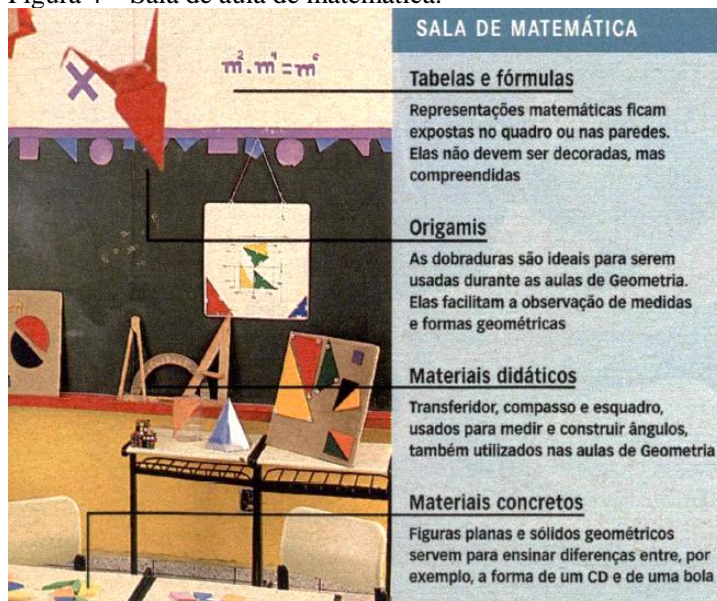 Figura 4 – Sala de aula de matemática.
SALA DE MATEMÁTICA
m².m⁴=m⁶
Tabelas e fórmulas
Representações matemáticas ficam
expostas no quadro ou nas paredes.
Elas não devem ser decoradas, mas
compreendidas
Origamis
As dobraduras são ideais para serem
usadas durante as aulas de Geometria.
Elas facilitam a observação de medidas
e formas geométricas
Materiais didáticos
Transferidor, compasso e esquadro,
usados para medir e construir ângulos,
também utilizados nas aulas de Geometria
Materiais concretos
Figuras planas e sólidos geométricos
servem para ensinar diferenças entre, por
exemplo, a forma de um CD e de uma bola